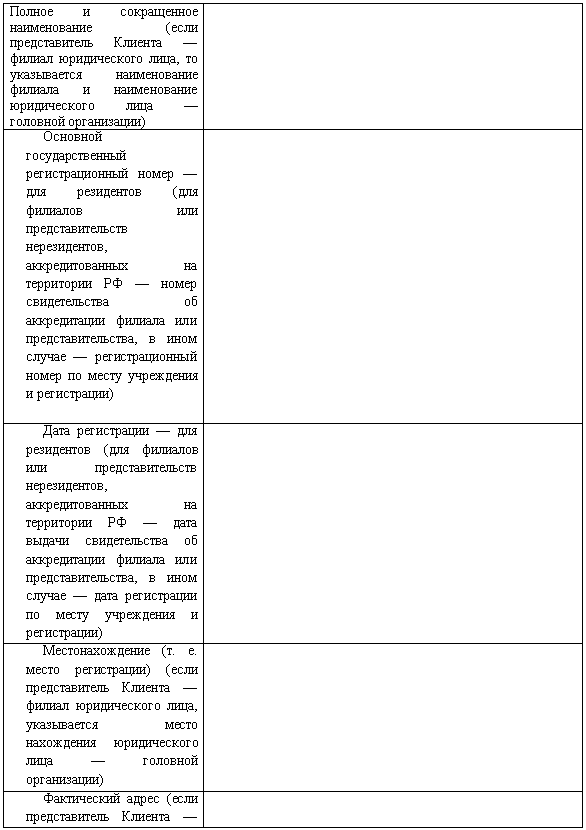 Полное и сокращенное
наименование (если
представитель Клиента —
филиал юридического лица, то
указывается наименование
филиала и наименование
юридического лица —
головной организации)
Основной
государственный
регистрационный номер —
для резидентов (для
филиалов или
представительств
нерезидентов,
аккредитованных на
территории РФ — номер
свидетельства об
аккредитации филиала или
представительства, в ином
случае — регистрационный
номер по месту учреждения
и регистрации)
Дата регистрации — для
резидентов (для филиалов
или представительств
нерезидентов,
аккредитованных на
территории РФ — дата
выдачи свидетельства об
аккредитации филиала или
представительства, в ином
случае — дата регистрации
по месту учреждения и
регистрации)
Местонахождение (т. е.
место регистрации) (если
представитель Клиента —
филиал юридического лица,
указывается место
нахождения юридического
лица — головной
организации)
Фактический адрес (если
представитель Клиента —